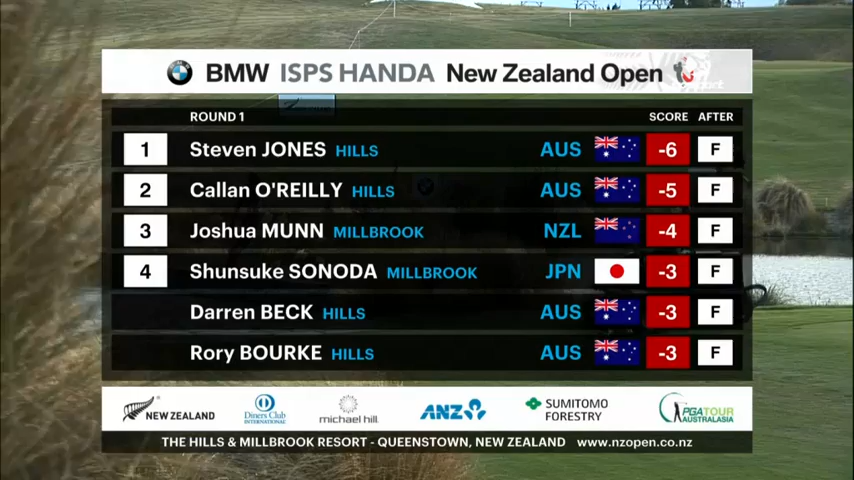 BMW ISPS HANDA New Zealand Open
ROUND 1 SCORE AFTER
1 Steven JONES HILLS AUS -6 F
2 Callan O'REILLY HILLS AUS -5 F
3 Joshua MUNN MILLBROOK NZL -4 F
4 Shunsuke SONODA MILLBROOK JPN -3 F
Darren BECK HILLS AUS -3 F
Rory BOURKE HILLS AUS -3 F
NEW ZEALAND Diners Club INTERNATIONAL michael hill ANZ SUMITOMO FORESTRY PGA TOUR AUSTRALASIA
THE HILLS & MILLBROOK RESORT - QUEENSTOWN, NEW ZEALAND www.nzopen.co.nz